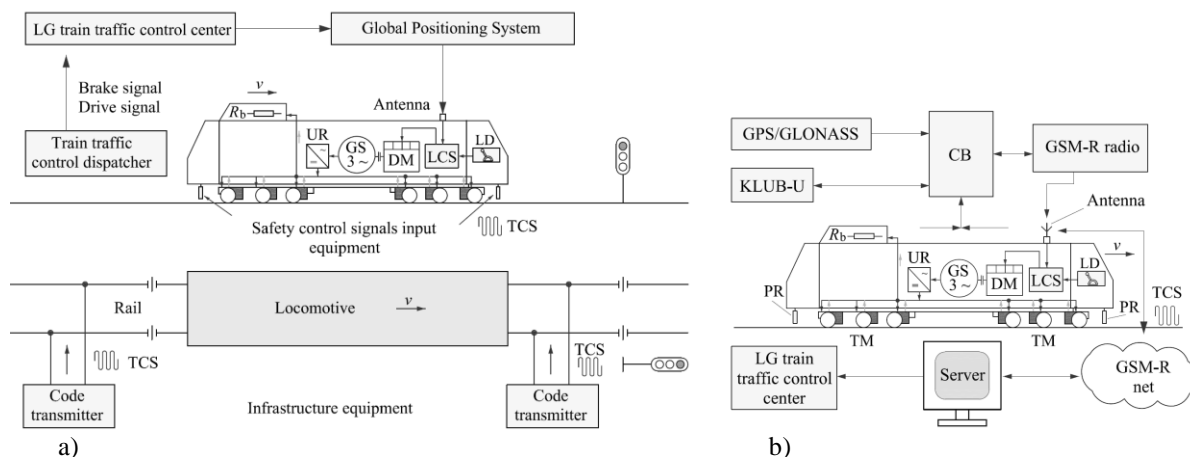 LG train traffic control center
Global Positioning System
Brake signal
Drive signal
v
Antenna
Rb
Train traffic
control dispatcher
UR
GS
3 ~
DM
LCS
LD
Safety control signals input
equipment
TCS
Rail
Locomotive
v
TCS
TCS
Code
transmitter
Infrastructure equipment
Code
transmitter
a)
GPS/GLONASS
CB
GSM-R radio
KLUB-U
Antenna
Rb
v
UR
GS
3 ~
DM
LCS
LD
PR
TCS
PR
TM
TM
LG train
traffic control
center
Server
GSM-R
net
b)